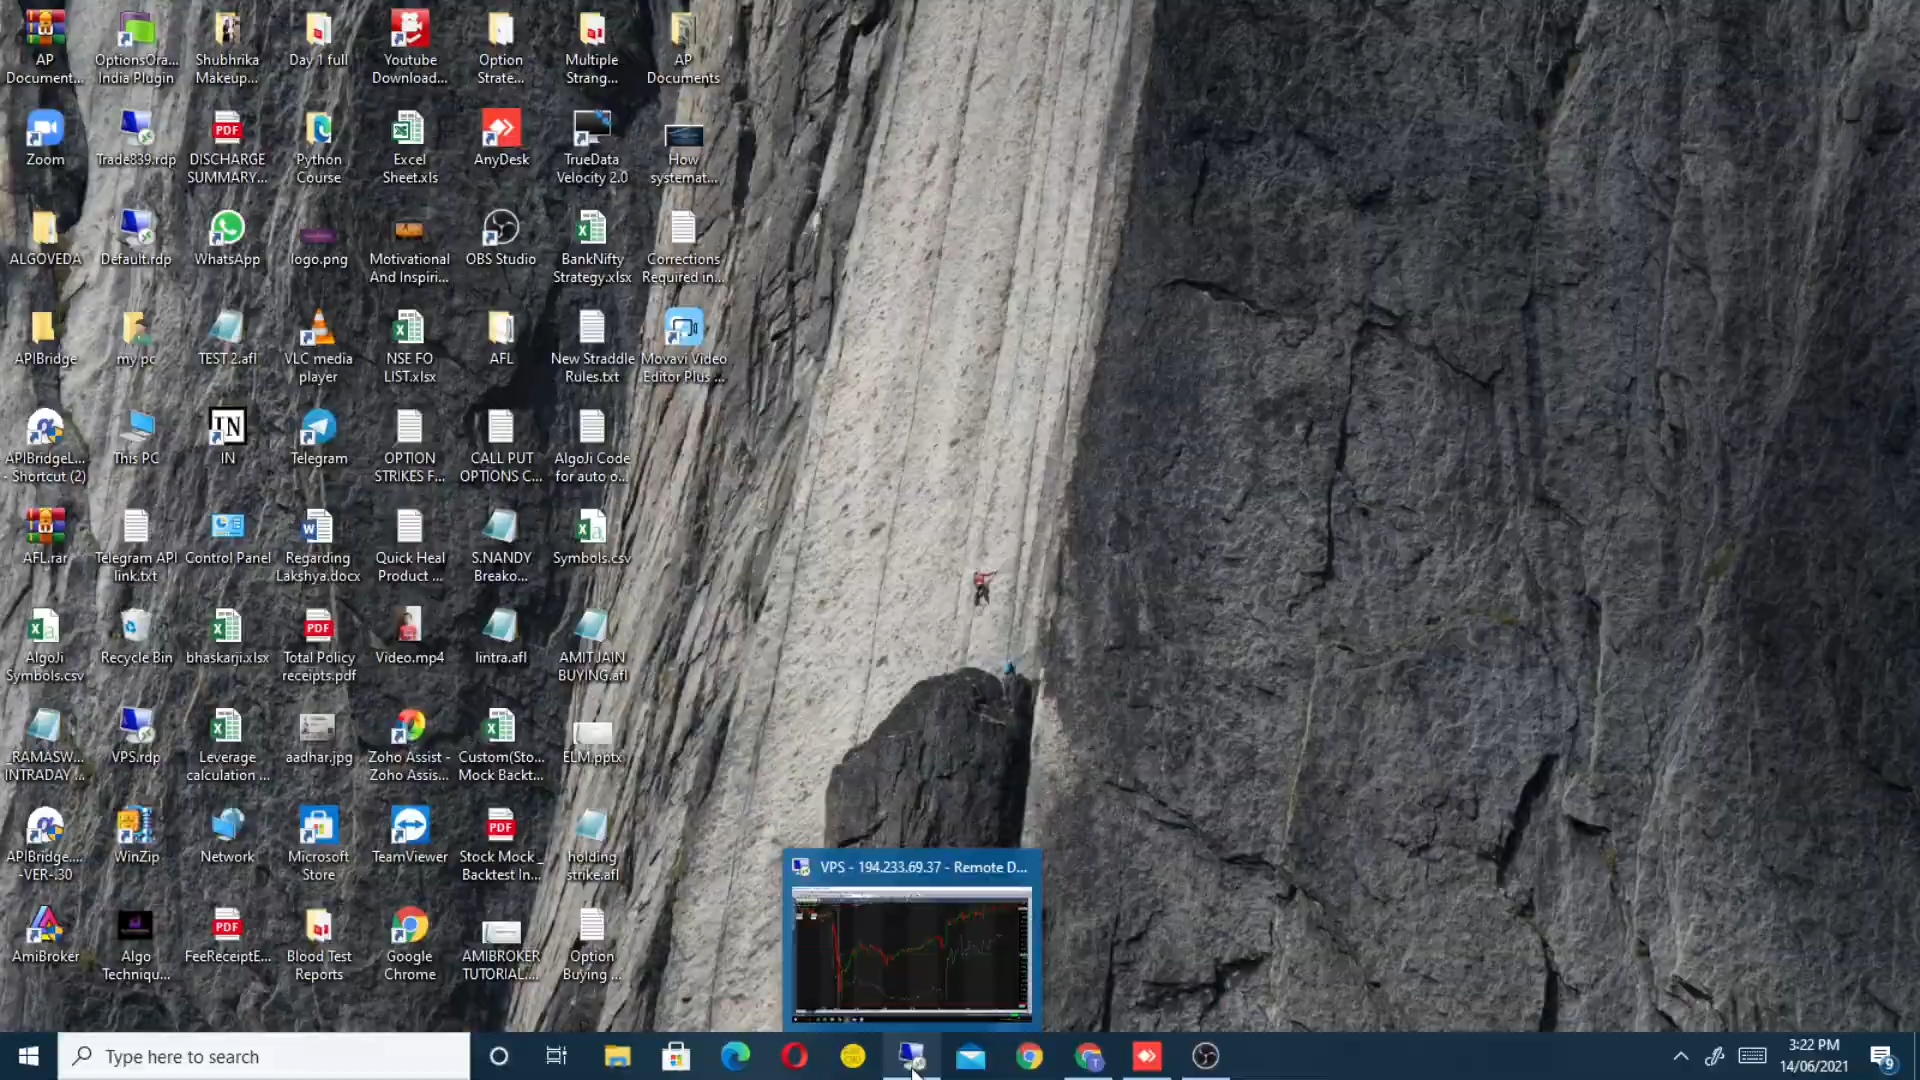 AP
Document...
OptionsOra...
India Plugin
Shubhrika
Makeup...
Day 1 full
Youtube
Download...
Option
Strate...
Multiple
Strang...
AP
Documents
Zoom
Trade839.rdp
PDF
DISCHARGE
SUMMARY...
Python
Course
Excel
Sheet.xls
AnyDesk
TrueData
Velocity 2.0
How
systemat...
ALGOVEDA
Default.rdp
WhatsApp
logo.png
Motivational
And Inspiri...
OBS Studio
BankNifty
Strategy.xlsx
Corrections
Required in...
APIBridge
my pc
TEST 2.afl
VLC media
player
NSE FO
LIST.xlsx
AFL
New Straddle
Rules.txt
Movavi Video
Editor Plus ...
APIBridgeL...
- Shortcut (2)
This PC
IN
IN
Telegram
OPTION
STRIKES F...
CALL PUT
OPTIONS C...
AlgoJi Code
for auto o...
AFL.rar
Telegram API
link.txt
Control Panel
Regarding
Lakshya.docx
Quick Heal
Product ...
S.NANDY
Breako...
Symbols.csv
AlgoJi
Symbols.csv
Recycle Bin
bhaskarji.xlsx
PDF
Total Policy
receipts.pdf
Video.mp4
lintra.afl
AMIT JAIN
BUYING.afl
_RAMASW...
INTRADAY ...
VPS.rdp
Leverage
calculation ...
aadhar.jpg
Zoho Assist -
Zoho Assis...
Custom(Sto...
Mock Backt...
ELM.pptx
APIBridge....
-VER-.30
WinZip
Network
Microsoft
Store
TeamViewer
PDF
Stock Mock _
Backtest In...
holding
strike.afl
AmiBroker
Algo
Techniqu...
PDF
FeeReceiptE...
Blood Test
Reports
Google
Chrome
AMIBROKER
TUTORIAL....
Option
Buying ...
VPS - 194.233.69.37 - Remote D...
Type here to search
3:22 PM
14/06/2021
9